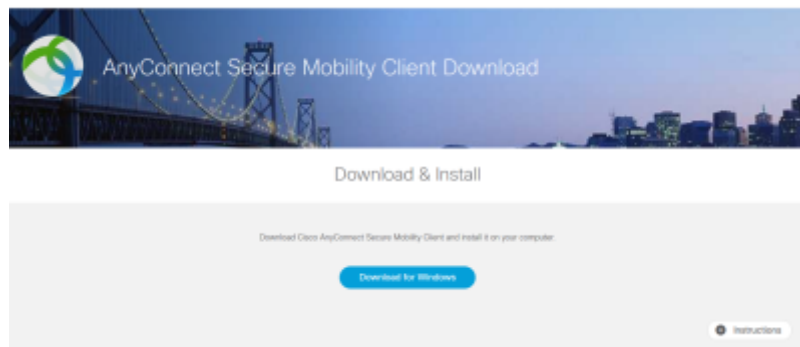 AnyConnect Secure Mobility Client Download
Download & Install
Download Cisco AnyConnect Secure Mobility Client and install it on your computer.
Download for Windows
Instructions